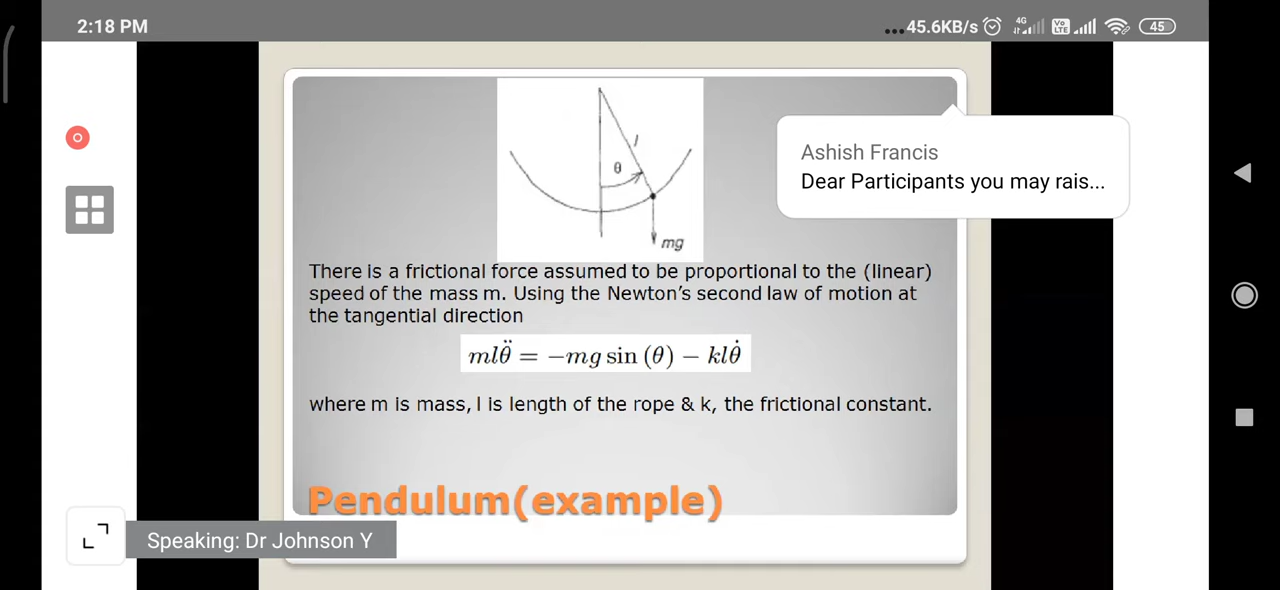 2:18 PM
...45.6KB/s 4G Vo LTE 45
l
θ
mg
Ashish Francis
Dear Participants you may rais...
There is a frictional force assumed to be proportional to the (linear)
speed of the mass m. Using the Newton's second law of motion at
the tangential direction
mlθ̈ = −mg sin (θ) − klθ̇
where m is mass, l is length of the rope & k, the frictional constant.
Pendulum(example)
Speaking: Dr Johnson Y